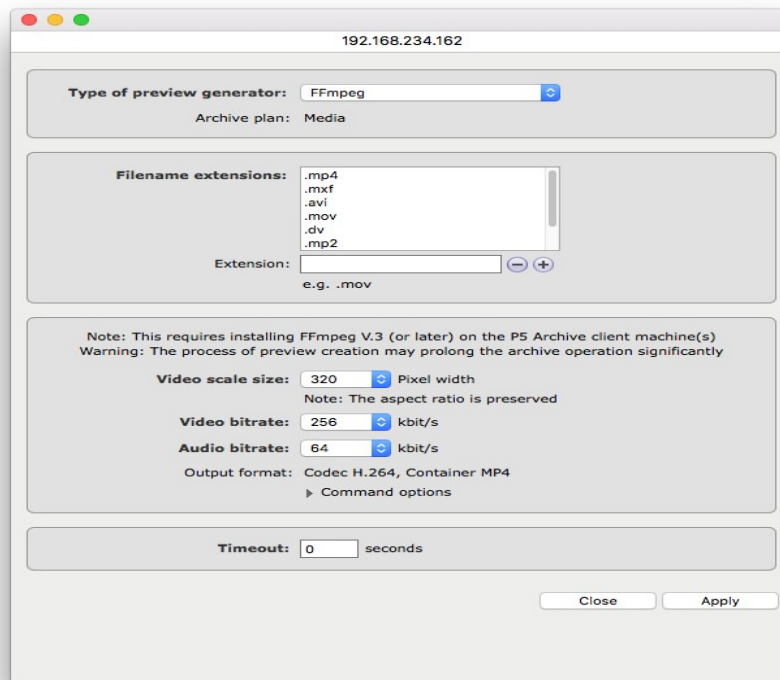 192.168.234.162
Type of preview generator: FFmpeg
Archive plan: Media
Filename extensions: .mp4
.mxf
.avi
.mov
.dv
.mp2
Extension:
e.g. .mov
Note: This requires installing FFmpeg V.3 (or later) on the P5 Archive client machine(s)
Warning: The process of preview creation may prolong the archive operation significantly
Video scale size: 320 Pixel width
Note: The aspect ratio is preserved
Video bitrate: 256 kbit/s
Audio bitrate: 64 kbit/s
Output format: Codec H.264, Container MP4
Command options
Timeout: 0 seconds
Close Apply